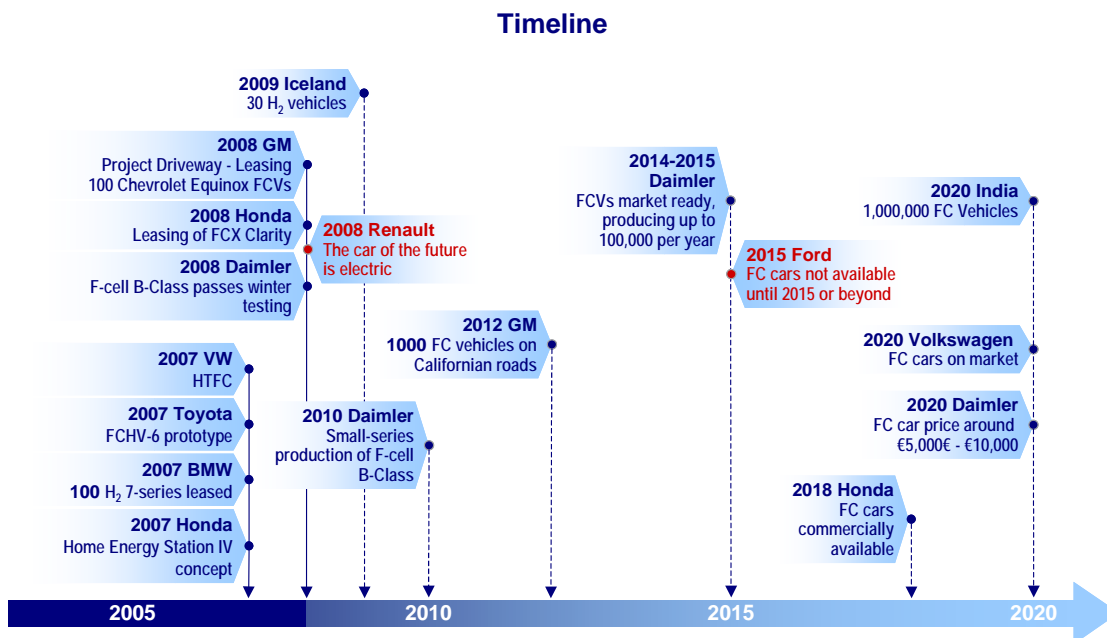 Timeline
2009 Iceland
30 H₂ vehicles
2008 GM
Project Driveway - Leasing
100 Chevrolet Equinox FCVs
2008 Honda
Leasing of FCX Clarity
2008 Renault
The car of the future
is electric
2008 Daimler
F-cell B-Class passes winter
testing
2014-2015
Daimler
FCVs market ready,
producing up to
100,000 per year
2015 Ford
FC cars not available
until 2015 or beyond
2020 India
1,000,000 FC Vehicles
2012 GM
1000 FC vehicles on
Californian roads
2020 Volkswagen
FC cars on market
2007 VW
HTFC
2007 Toyota
FCHV-6 prototype
2007 BMW
100 H₂ 7-series leased
2007 Honda
Home Energy Station IV
concept
2010 Daimler
Small-series
production of F-cell
B-Class
2020 Daimler
FC car price around
€5,000€ - €10,000
2018 Honda
FC cars
commercially
available
2005
2010
2015
2020